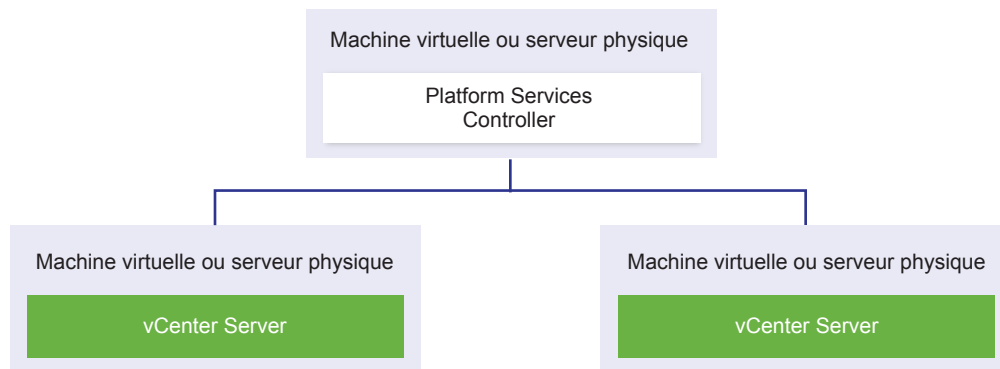 Machine virtuelle ou serveur physique
Platform Services
Controller
Machine virtuelle ou serveur physique
vCenter Server
Machine virtuelle ou serveur physique
vCenter Server